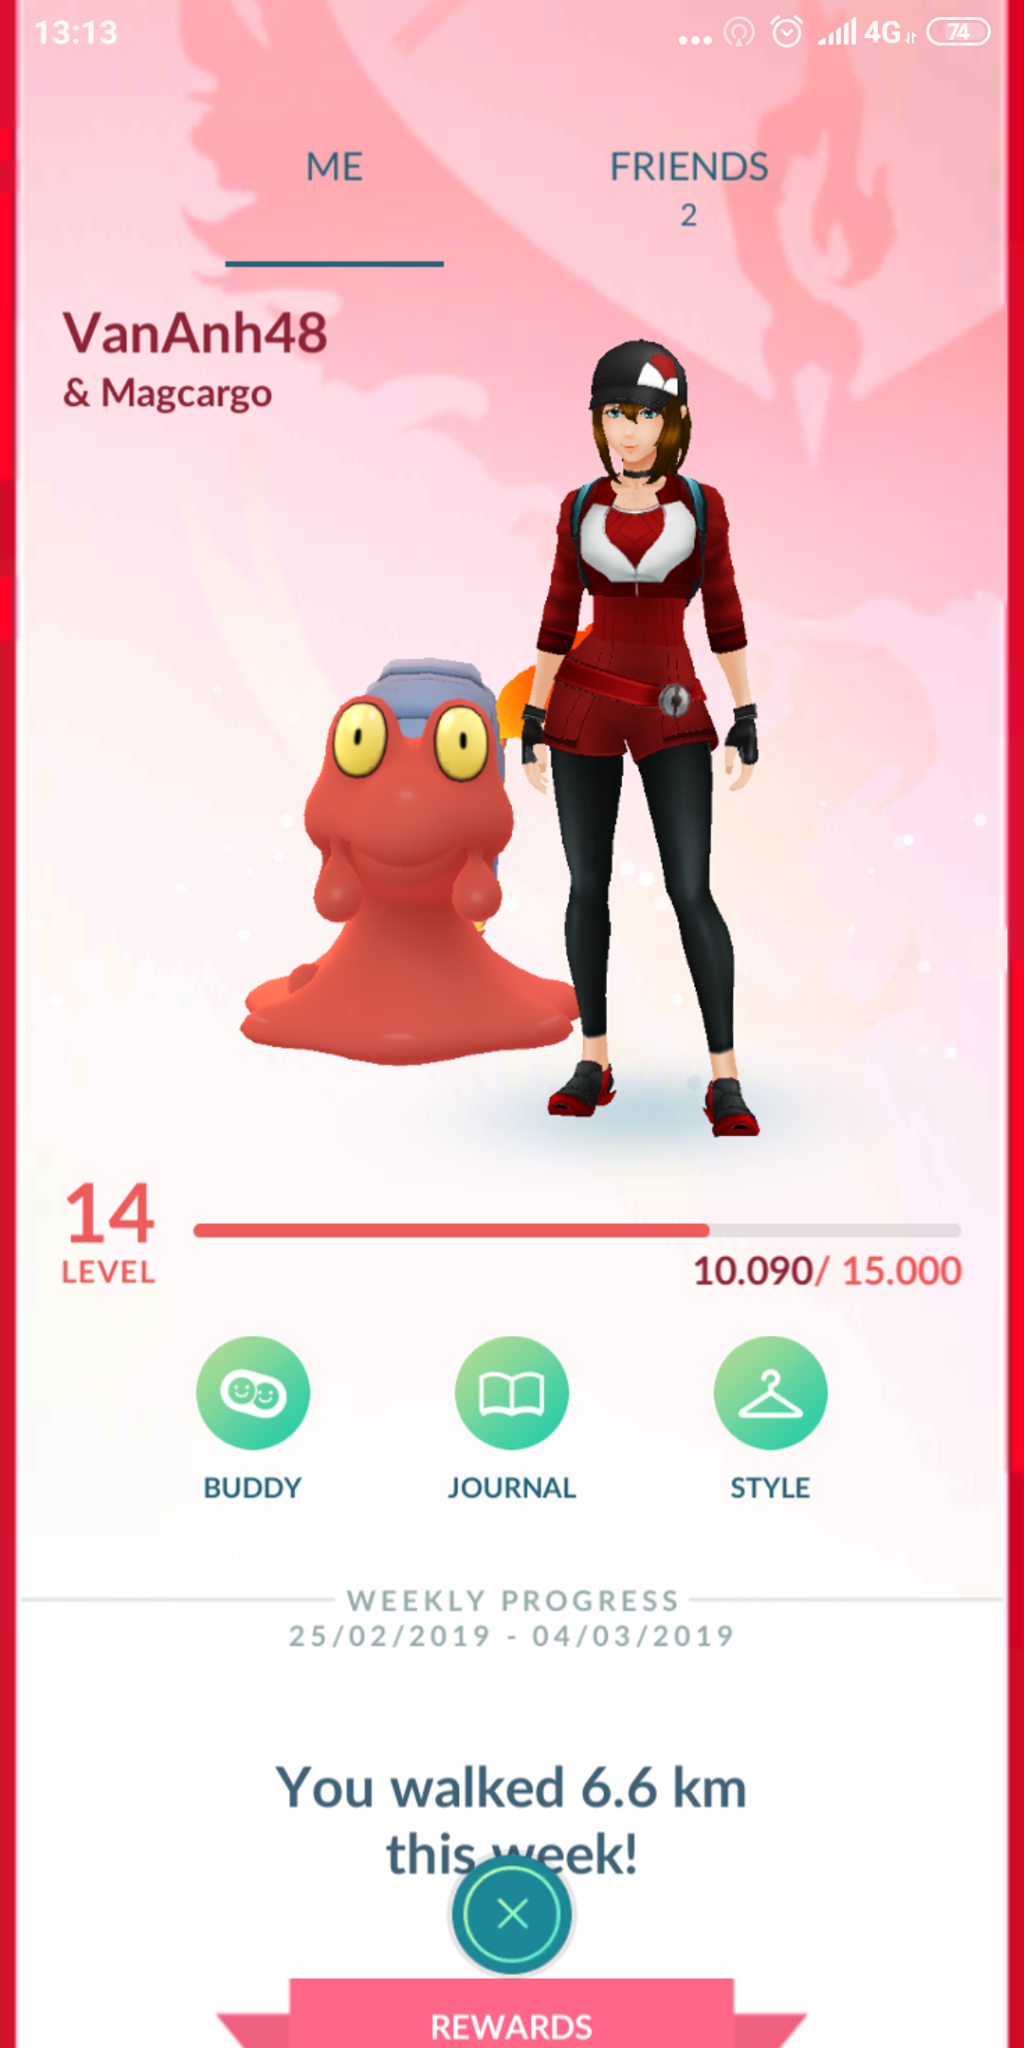 13:13
4G
74
ME
FRIENDS
2
VanAnh48
& Magcargo
14
LEVEL
10.090/ 15.000
BUDDY
JOURNAL
STYLE
WEEKLY PROGRESS
25/02/2019 - 04/03/2019
You walked 6.6 km
this week!
REWARDS